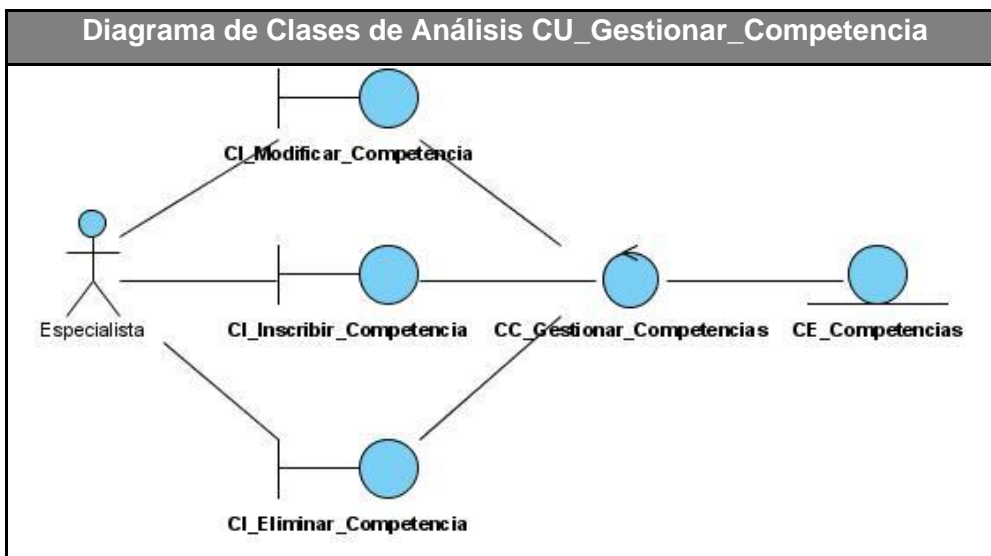 Diagrama de Clases de Análisis CU_Gestionar_Competencia
CI_Modificar_Competencia
Especialista
CI_Inscribir_Competencia
CC_Gestionar_Competencias
CE_Competencias
CI_Eliminar_Competencia